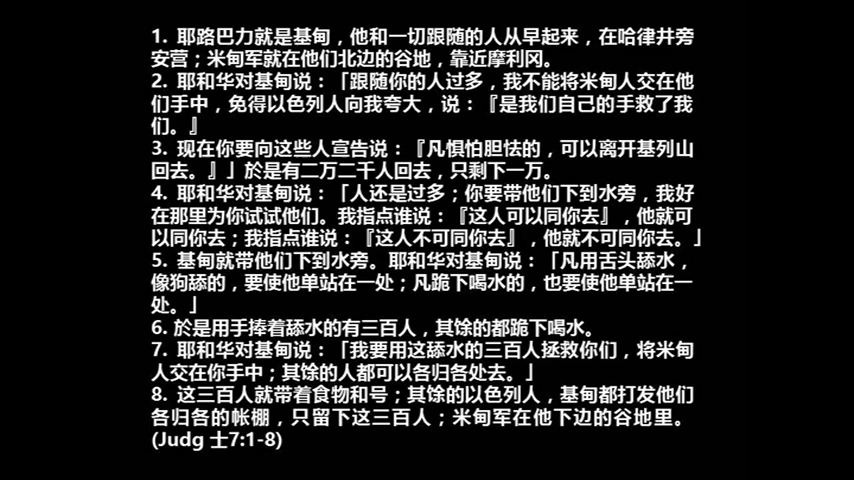 1. 耶路巴力就是基甸，他和一切跟随的人从早起来，在哈律井旁
安营；米甸军就在他们北边的谷地，靠近摩利冈。
2. 耶和华对基甸说：「跟随你的人过多，我不能将米甸人交在他
们手中，免得以色列人向我夸大，说：『是我们自己的手救了我
们。』
3. 现在你要向这些人宣告说：『凡惧怕胆怯的，可以离开基列山
回去。』」於是有二万二千人回去，只剩下一万。
4. 耶和华对基甸说：「人还是过多；你要带他们下到水旁，我好
在那里为你试试他们。我指点谁说：『这人可以同你去』，他就可
以同你去；我指点谁说：『这人不可同你去』，他就不可同你去。」
5. 基甸就带他们下到水旁。耶和华对基甸说：「凡用舌头舔水，
像狗舔的，要使他单站在一处；凡跪下喝水的，也要使他单站在一
处。」
6. 於是用手捧着舔水的有三百人，其馀的都跪下喝水。
7. 耶和华对基甸说：「我要用这舔水的三百人拯救你们，将米甸
人交在你手中；其馀的人都可以各归各处去。」
8. 这三百人就带着食物和号；其馀的以色列人，基甸都打发他们
各归各的帐棚，只留下这三百人；米甸军在他下边的谷地里。
(Judg 士7:1-8)